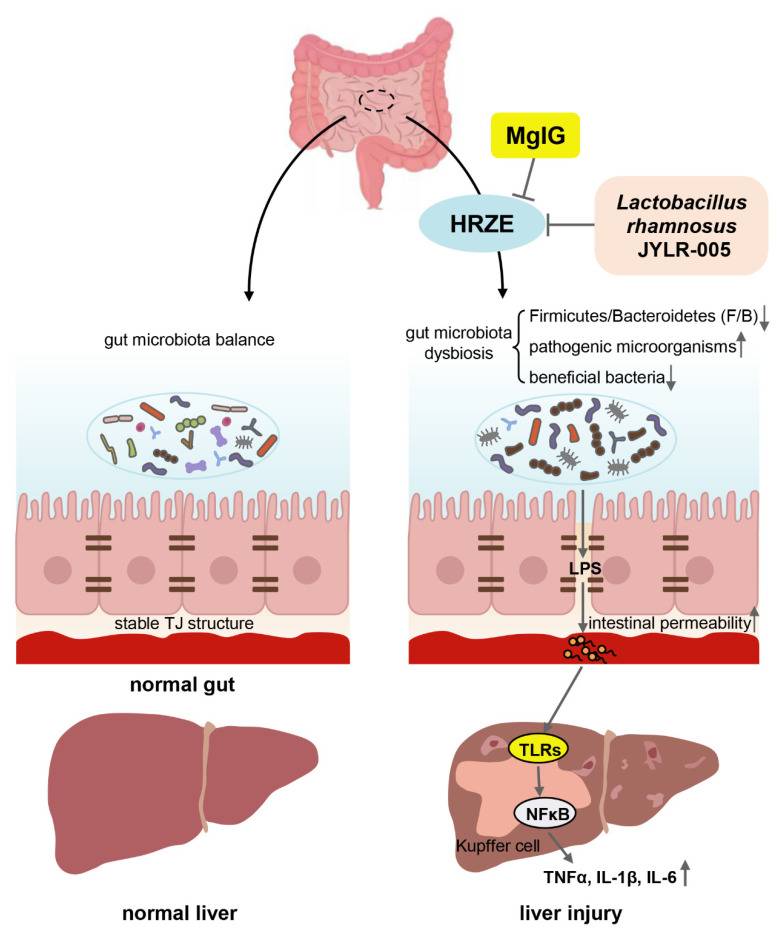 MgIG
HRZE
Lactobacillus
rhamnosus
JYLR-005
gut microbiota balance
gut microbiota
dysbiosis
Firmicutes/Bacteroidetes (F/B)
pathogenic microorganisms
beneficial bacteria
LPS
stable TJ structure
intestinal permeability
normal gut
TLRs
NFκB
Kupffer cell
TNFα, IL-1β, IL-6
normal liver
liver injury